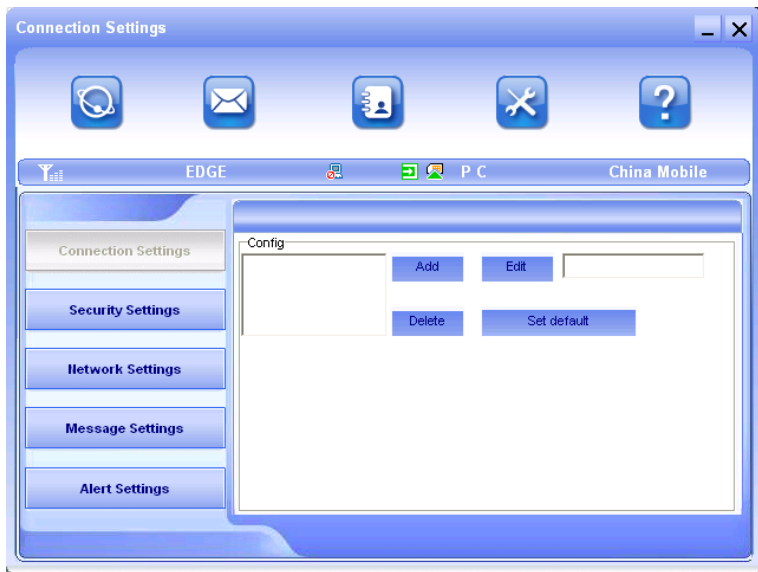 Connection Settings
EDGE P C China Mobile
Connection Settings
Security Settings
Network Settings
Message Settings
Alert Settings
Config
Add Edit
Delete Set default